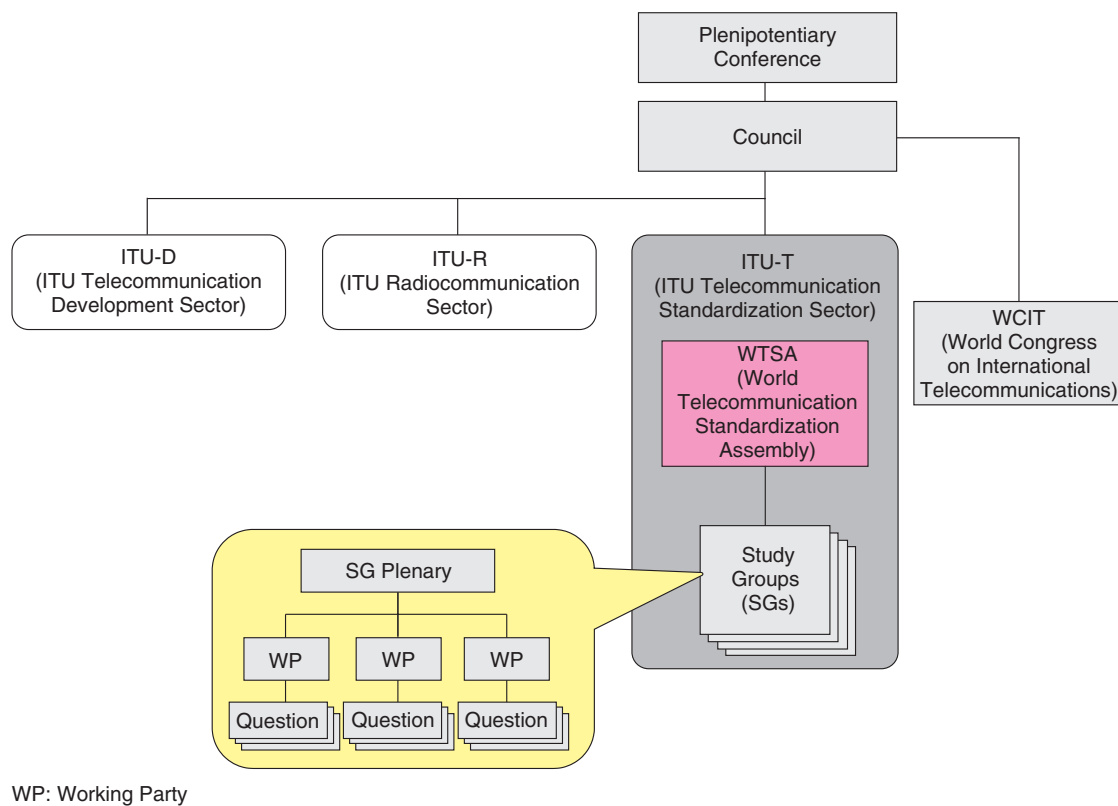 Plenipotentiary
Conference
Council
ITU-D
(ITU Telecommunication
Development Sector)
ITU-R
(ITU Radiocommunication
Sector)
ITU-T
(ITU Telecommunication
Standardization Sector)
WCIT
(World Congress
on International
Telecommunications)
WTSA
(World
Telecommunication
Standardization
Assembly)
Study
Groups
(SGs)
SG Plenary
WP
WP
WP
Question
Question
Question
WP: Working Party